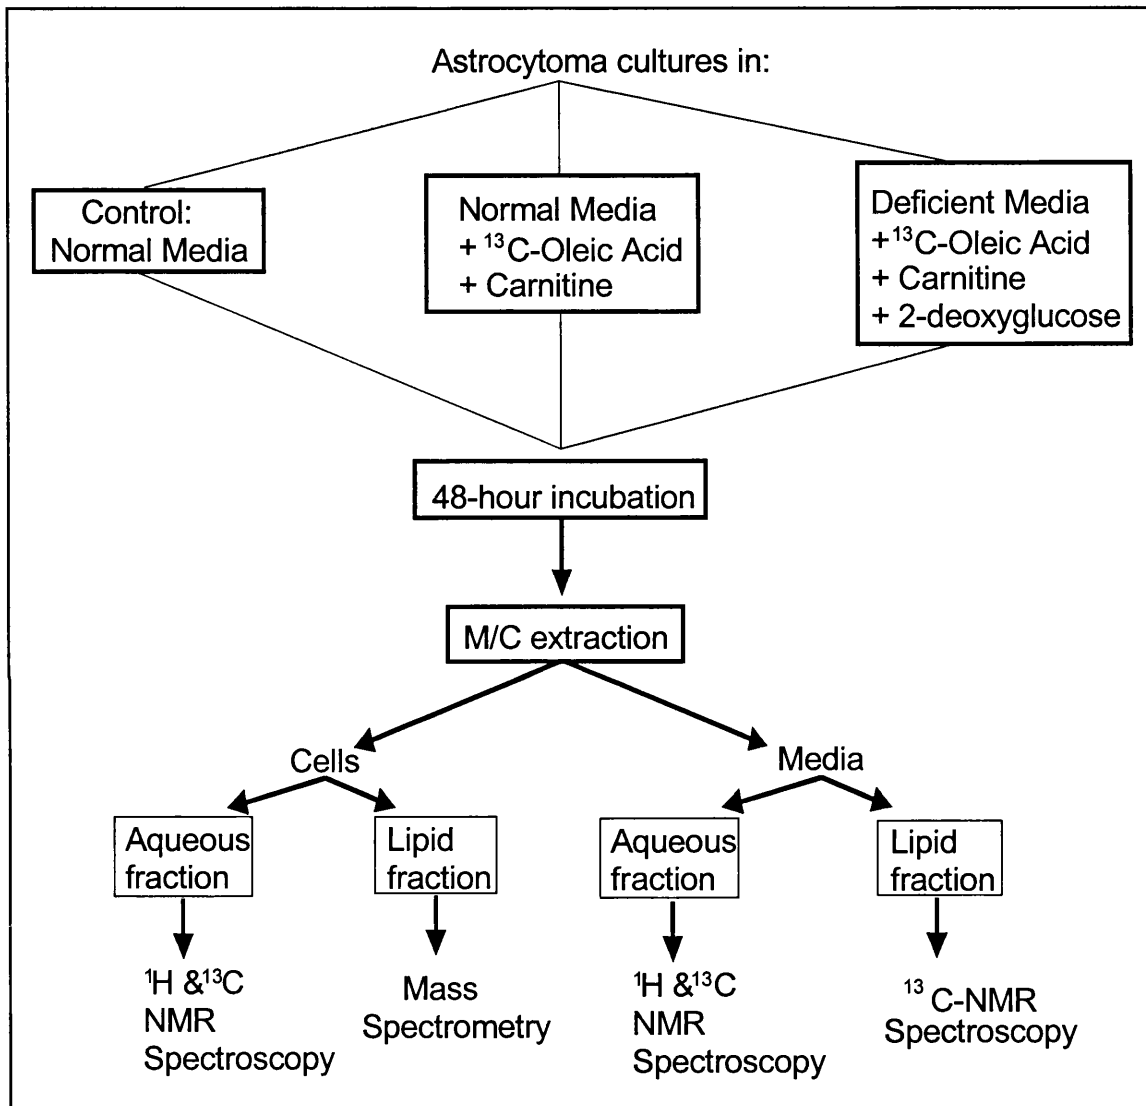 Astrocytoma cultures in:
Control:
Normal Media
Normal Media
+ ¹³C-Oleic Acid
+ Carnitine
Deficient Media
+¹³C-Oleic Acid
+ Carnitine
+ 2-deoxyglucose
48-hour incubation
M/C extraction
Cells
Media
Aqueous
fraction
Lipid
fraction
Aqueous
fraction
Lipid
fraction
¹H &¹³C
NMR
Spectroscopy
Mass
Spectrometry
¹H &¹³C
NMR
Spectroscopy
¹³ C-NMR
Spectroscopy